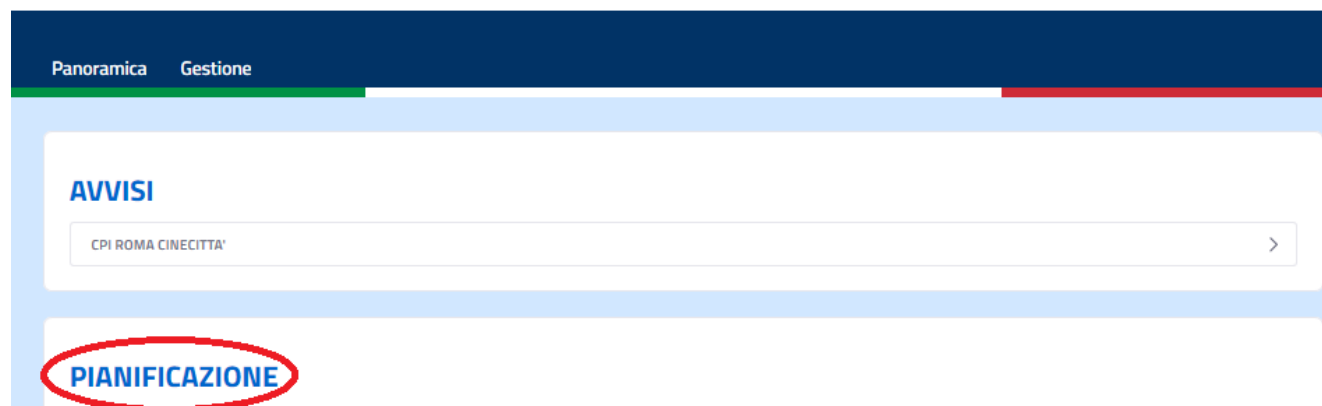 Panoramica Gestione
AVVISI
CPI ROMA CINECITTA'
PIANIFICAZIONE